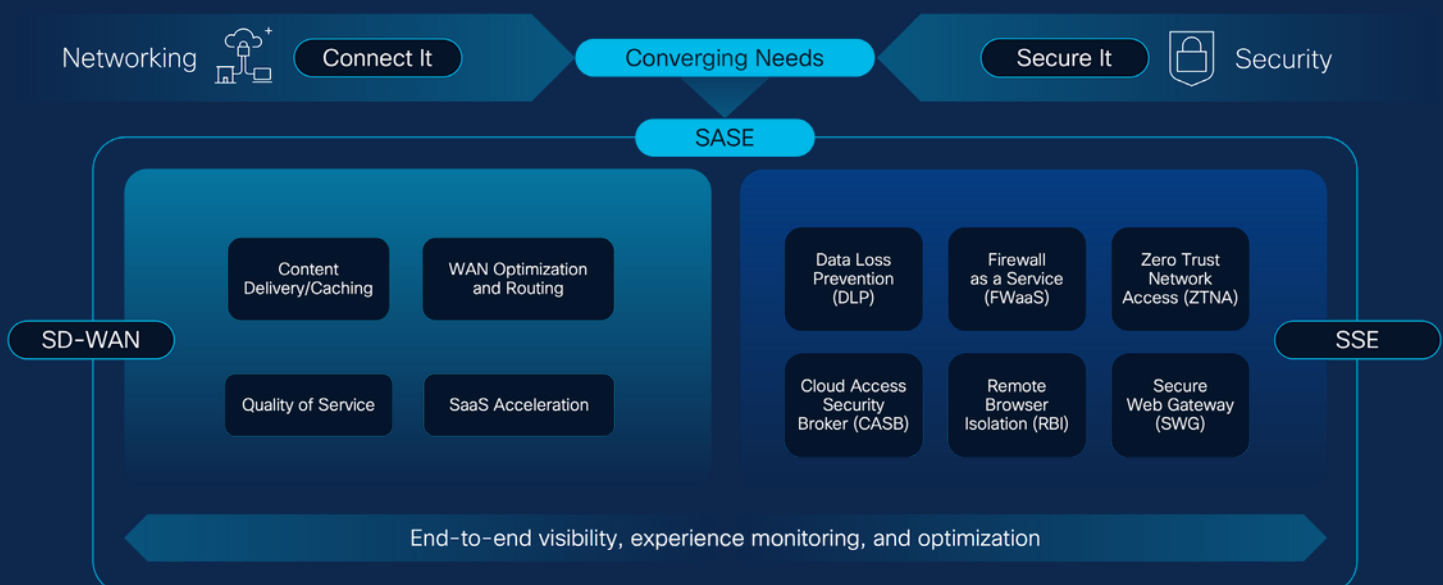 Networking
Connect It
Converging Needs
Secure It
Security
SASE
SD-WAN
Content
Delivery/Caching
WAN Optimization
and Routing
Quality of Service
SaaS Acceleration
Data Loss
Prevention
(DLP)
Firewall
as a Service
(FWaaS)
Zero Trust
Network
Access (ZTNA)
Cloud Access
Security
Broker (CASB)
Remote
Browser
Isolation (RBI)
Secure
Web Gateway
(SWG)
SSE
End-to-end visibility, experience monitoring, and optimization